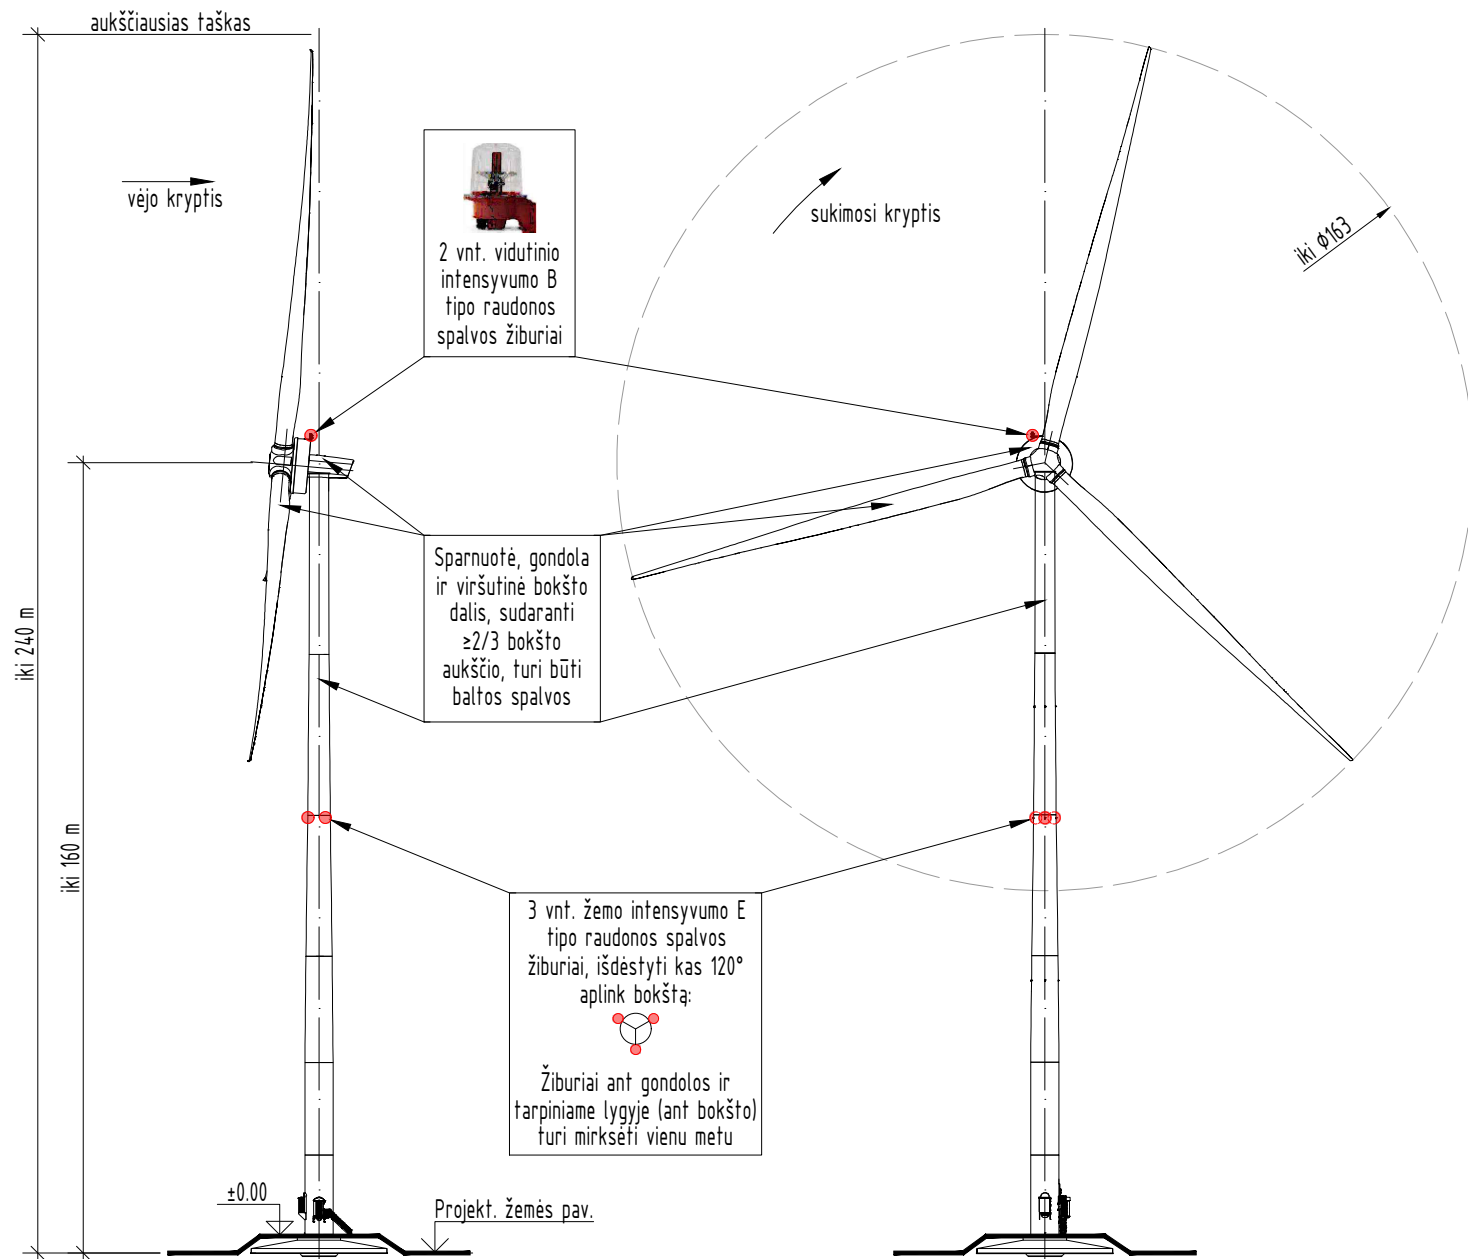 aukščiausias taškas
vėjo kryptis
2 vnt. vidutinio
intensyvumo B
tipo raudonos
spalvos žiburiai
sukimosi kryptis
iki Φ163
Sparnuotė, gondola
ir viršutinė bokšto
dalis, sudaranti
≥2/3 bokšto
aukščio, turi būti
baltos spalvos
iki 240 m
iki 160 m
3 vnt. žemo intensyvumo E
tipo raudonos spalvos
žiburiai, išdėstyti kas 120°
aplink bokštą:
Žiburiai ant gondolos ir
tarpiniame lygyje (ant bokšto)
turi mirksėti vienu metu
±0.00
Projekt. žemės pav.